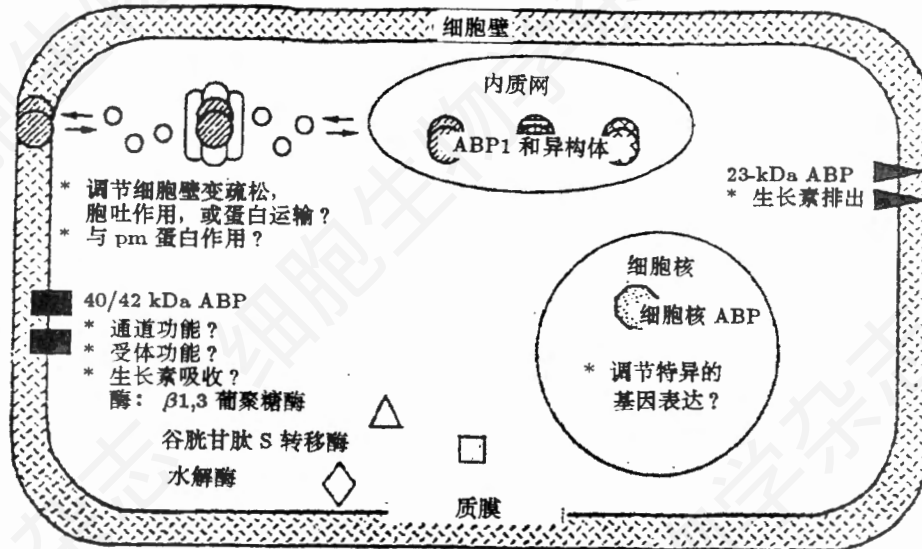 细胞壁
内质网
ABP1 和异构体
* 调节细胞壁变疏松,
胞吐作用, 或蛋白运输?
* 与 pm 蛋白作用?
23-kDa ABP
* 生长素排出
40/42 kDa ABP
* 通道功能?
* 受体功能?
* 生长素吸收?
酶: β1,3 葡聚糖酶
谷胱甘肽 S 转移酶
水解酶
细胞核
细胞核 ABP
* 调节特异的
基因表达?
质膜